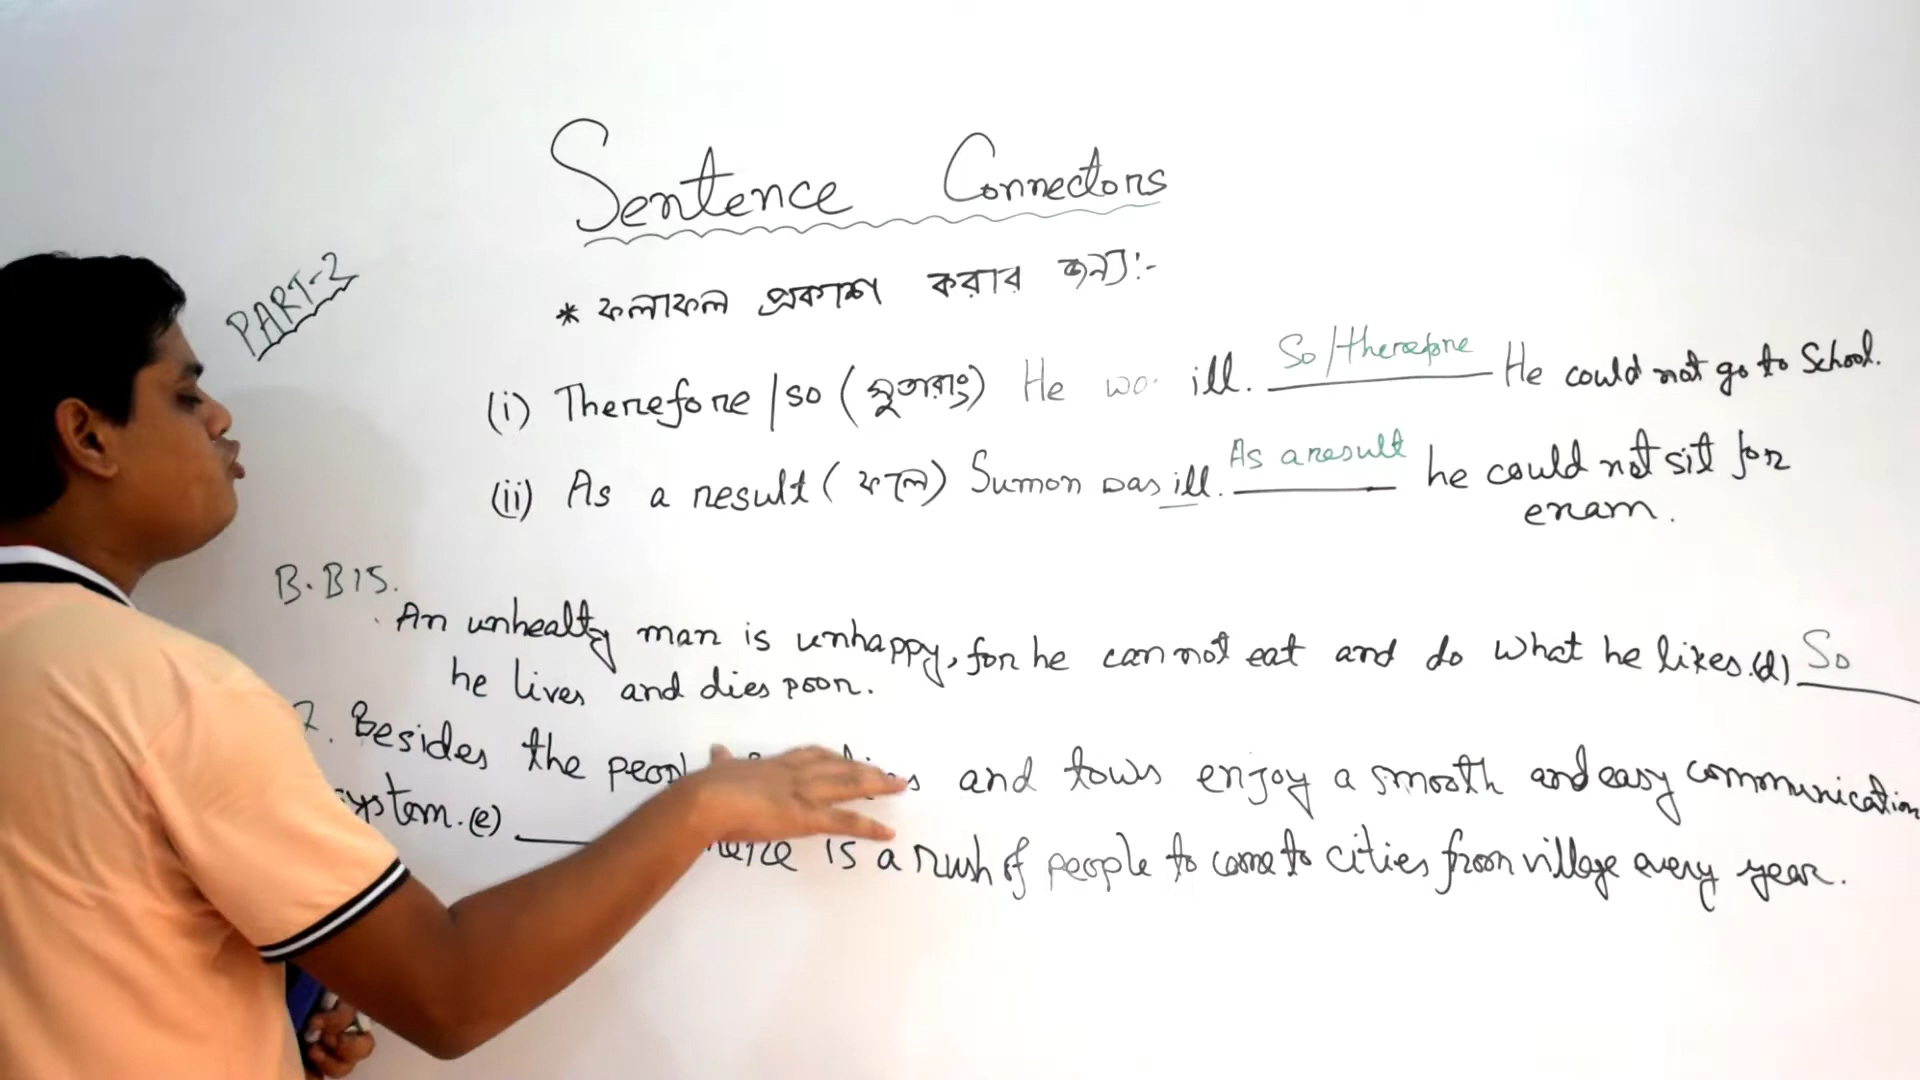 Sentence Connectors
PART-2
* ফলাফল প্রকাশ করার জন্য:-
(i) Therefore/so (সুতরাং) He ill. So/therefore He could not go to School.
(ii) As a result (ফলে) Sumon was ill. As a result he could not sit for
exam.
B.B15.
An unhealty man is unhappy, for he cannot eat and do what he likes.(d) So
he lives and dies poor.
7. Besides the and tows enjoy a smooth and easy communication
system.(e) is a rush of people to come to cities from village every year.